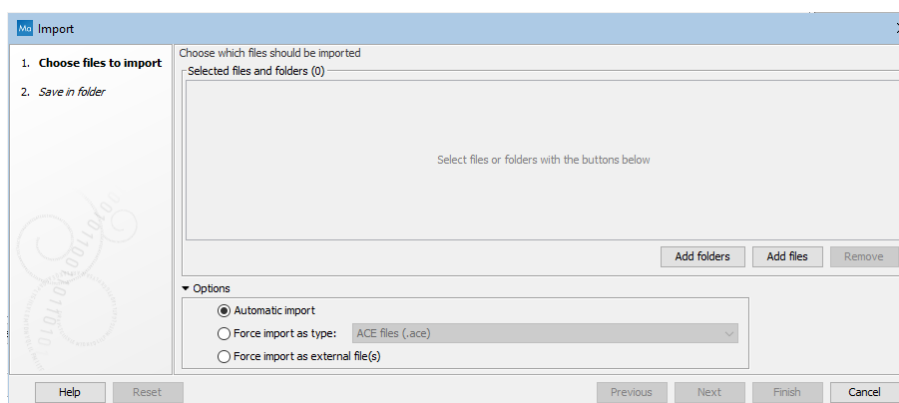 Ma Import
1. Choose files to import
2. Save in folder
Choose which files should be imported
Selected files and folders (0)
Select files or folders with the buttons below
Add folders Add files Remove
Options
Automatic import
Force import as type: ACE files (.ace)
Force import as external file(s)
Help Reset Previous Next Finish Cancel